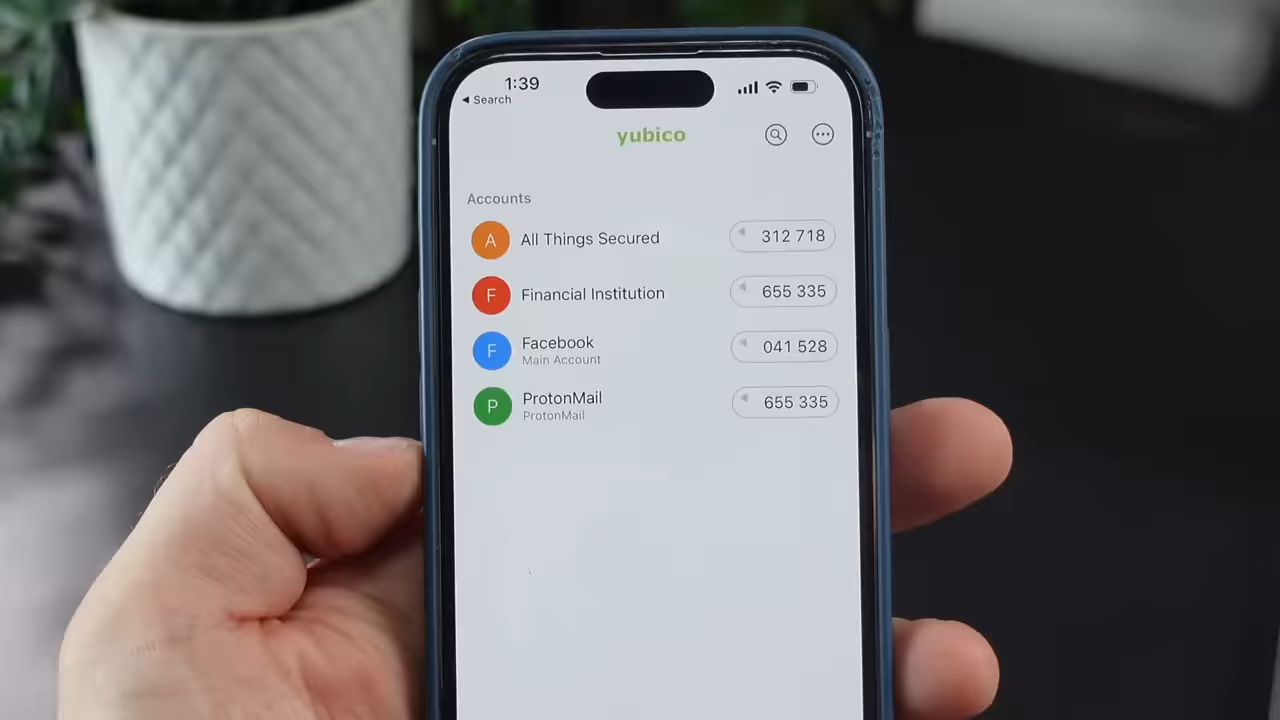 1:39
Search
yubico
Accounts
A All Things Secured 312 718
F Financial Institution 655 335
F Facebook 041 528
Main Account
P ProtonMail 655 335
ProtonMail